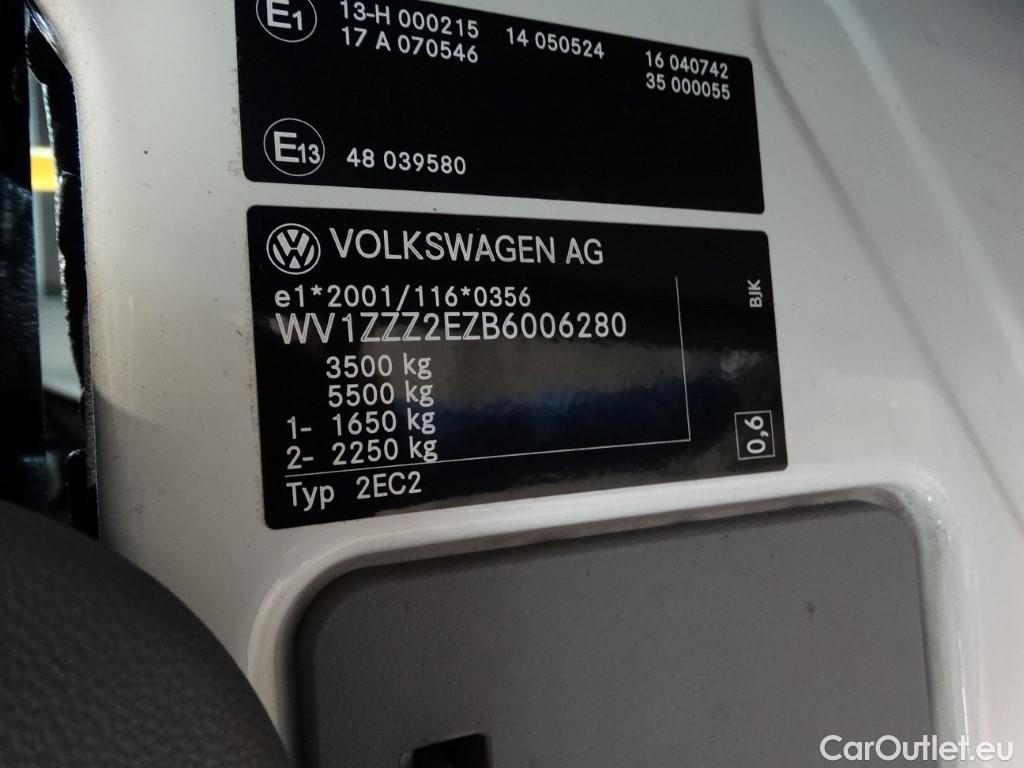 E1 13-H 000215 14 050524 16 040742
17 A 070546 35 000055
E13 48 039580
VW VOLKSWAGEN AG
e1*2001/116*0356
WV1ZZZ2EZB6006280
3500 kg
5500 kg
1- 1650 kg
2- 2250 kg
Typ 2EC2
BJK
0,6
CarOutlet.eu